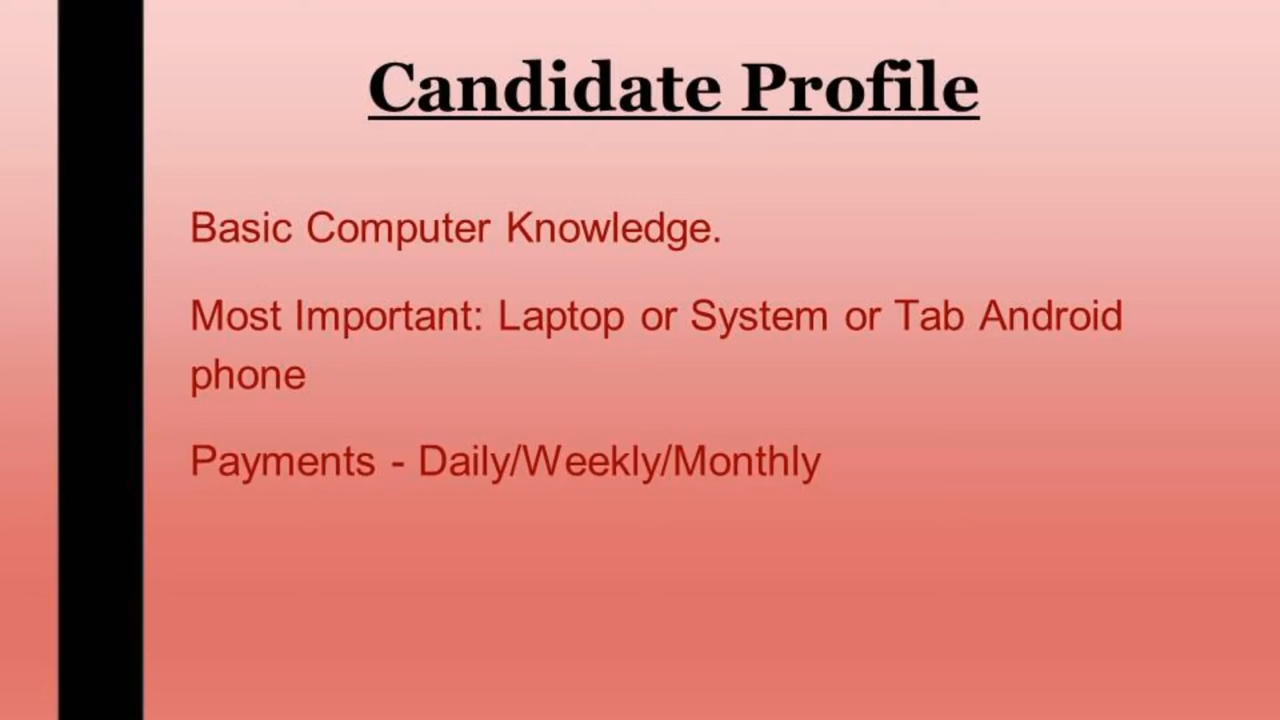 Candidate Profile
Basic Computer Knowledge.
Most Important: Laptop or System or Tab Android
phone
Payments - Daily/Weekly/Monthly